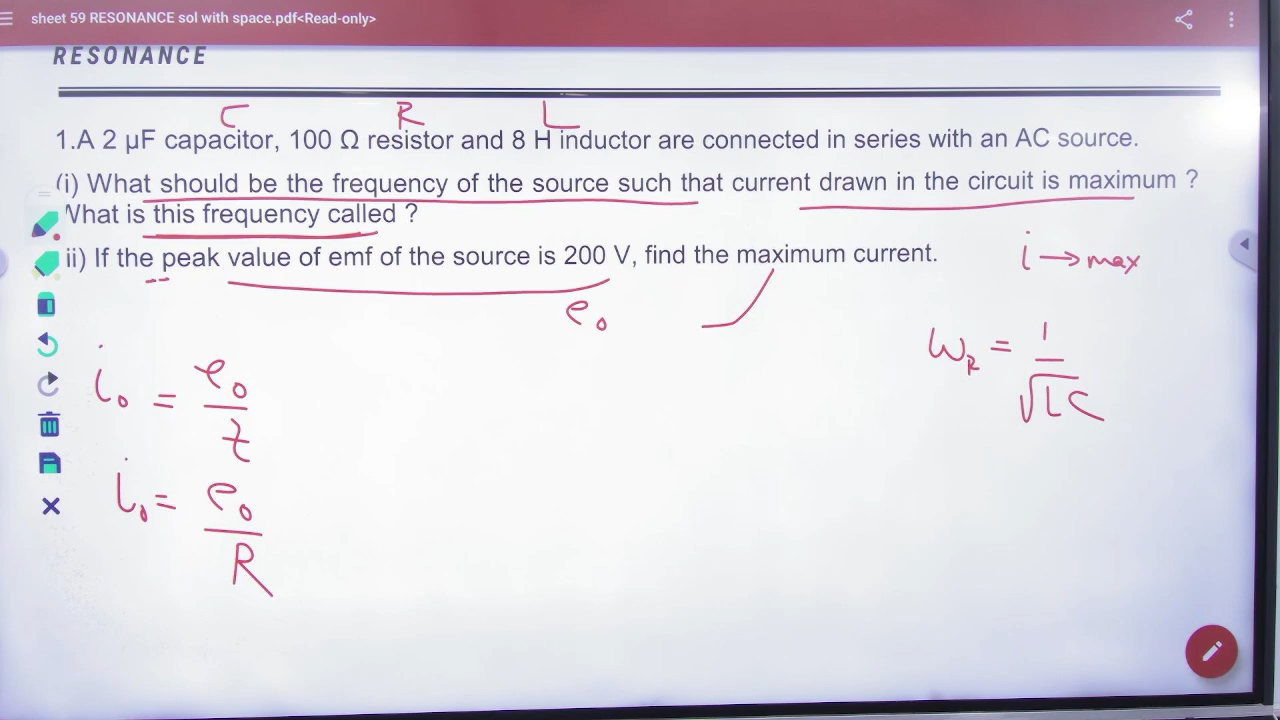 sheet 59 RESONANCE sol with space.pdf<Read-only>
RESONANCE
C R L
1.A 2 µF capacitor, 100 Ω resistor and 8 H inductor are connected in series with an AC source.
(i) What should be the frequency of the source such that current drawn in the circuit is maximum ?
What is this frequency called ?
ii) If the peak value of emf of the source is 200 V, find the maximum current.
i → max
e₀
ω_R = 1/√LC
i₀ = e₀/z
i₀ = e₀/R